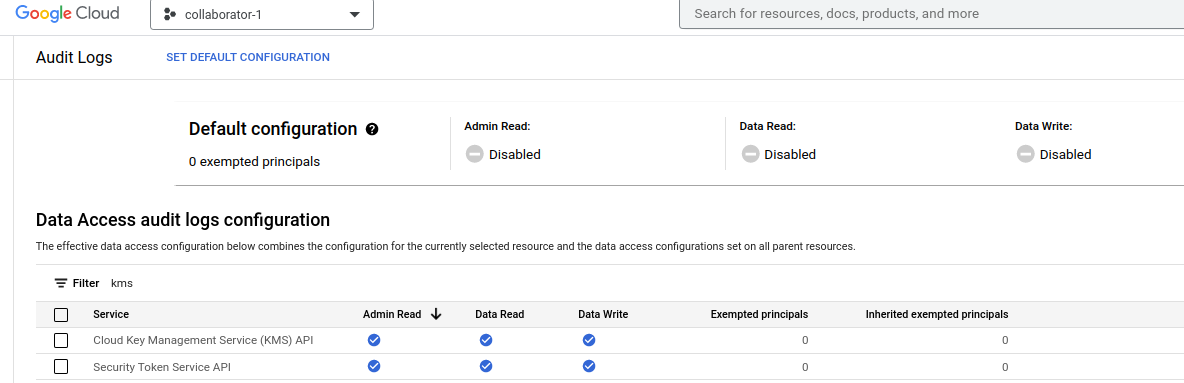 Google Cloud
collaborator-1
Search for resources, docs, products, and more
Audit Logs
SET DEFAULT CONFIGURATION
Default configuration ?
0 exempted principals
Admin Read:
Disabled
Data Read:
Disabled
Data Write:
Disabled
Data Access audit logs configuration
The effective data access configuration below combines the configuration for the currently selected resource and the data access configurations set on all parent resources.
Filter kms
Service Admin Read Data Read Data Write Exempted principals Inherited exempted principals
Cloud Key Management Service (KMS) API 0 0
Security Token Service API 0 0